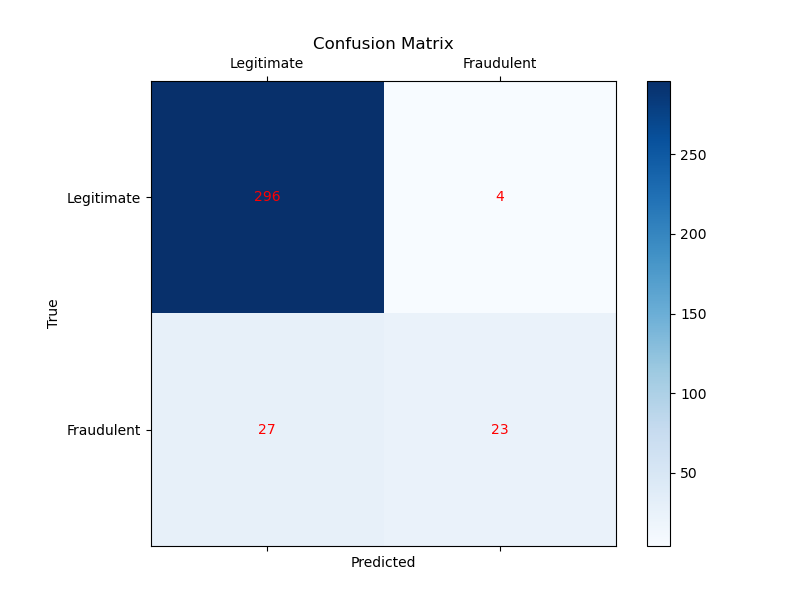 Confusion Matrix
Legitimate Fraudulent
Legitimate 296 4
Fraudulent 27 23
True
Predicted
250
200
150
100
50